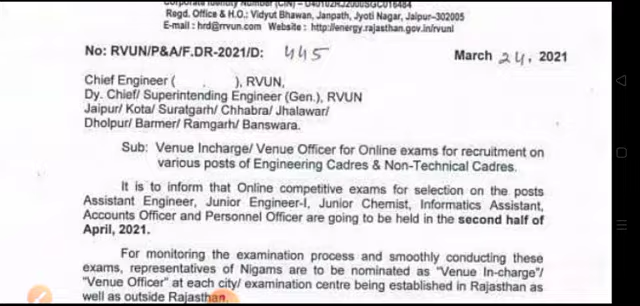 Corporate Identity Number (CIN) - U40102RJ2000SGC016484
Regd. Office & H.O.: Vidyut Bhawan, Janpath, Jyoti Nagar, Jaipur-302005
E-mail : hrd@rrvun.com Website : http://energy.rajasthan.gov.in/rvunl
No: RVUN/P&A/F.DR-2021/D: 445 March 24, 2021
Chief Engineer ( ), RVUN,
Dy. Chief/ Superintending Engineer (Gen.), RVUN
Jaipur/ Kota/ Suratgarh/ Chhabra/ Jhalawar/
Dholpur/ Barmer/ Ramgarh/ Banswara.
Sub: Venue Incharge/ Venue Officer for Online exams for recruitment on
various posts of Engineering Cadres & Non-Technical Cadres.
It is to inform that Online competitive exams for selection on the posts
Assistant Engineer, Junior Engineer-I, Junior Chemist, Informatics Assistant,
Accounts Officer and Personnel Officer are going to be held in the second half of
April, 2021.
For monitoring the examination process and smoothly conducting these
exams, representatives of Nigams are to be nominated as "Venue In-charge"/
"Venue Officer" at each city/ examination centre being established in Rajasthan as
well as outside Rajasthan.